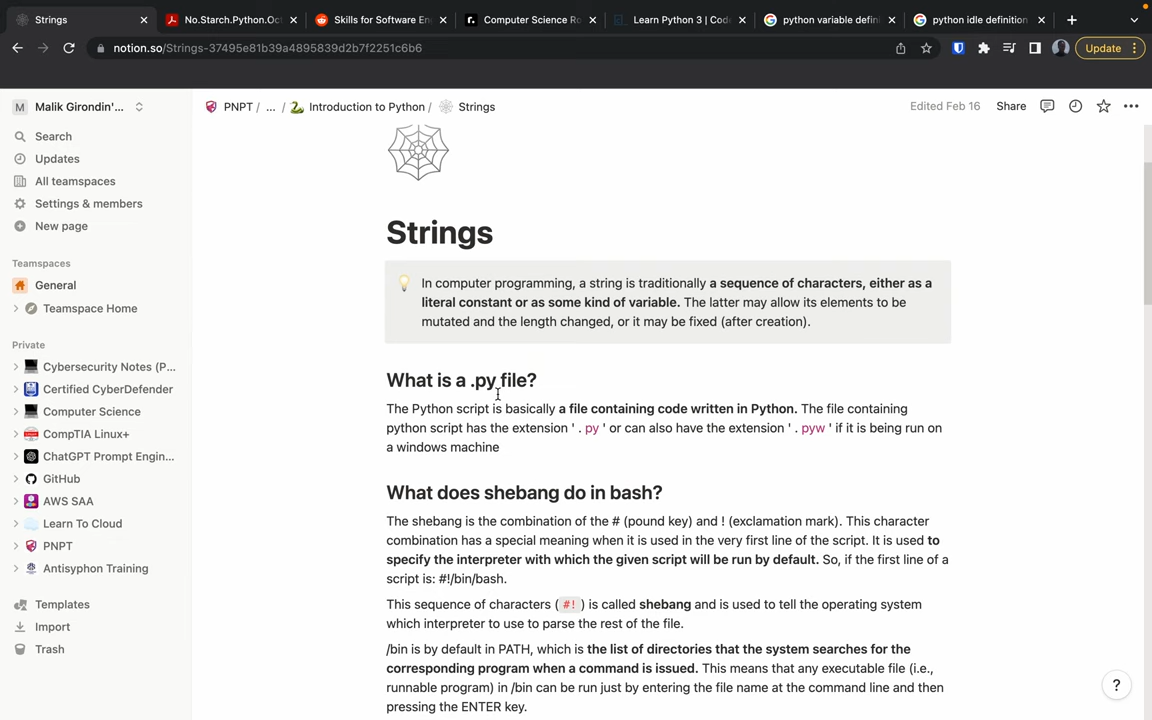 Strings
No.Starch.Python.Oct
Skills for Software En
Computer Science Ro
Learn Python 3 | Cod
python variable defini
python idle definition
notion.so/Strings-37495e81b39a4895839d2b7f2251c6b6
Update
M Malik Girondin'...
PNPT / ... / Introduction to Python / Strings
Edited Feb 16
Share
Search
Updates
All teamspaces
Settings & members
New page
Teamspaces
General
Teamspace Home
Private
Cybersecurity Notes (P...
Certified CyberDefender
Computer Science
CompTIA Linux+
ChatGPT Prompt Engin...
GitHub
AWS SAA
Learn To Cloud
PNPT
Antisyphon Training
Templates
Import
Trash
Strings
In computer programming, a string is traditionally a sequence of characters, either as a
literal constant or as some kind of variable. The latter may allow its elements to be
mutated and the length changed, or it may be fixed (after creation).
What is a .py file?
The Python script is basically a file containing code written in Python. The file containing
python script has the extension ' . py ' or can also have the extension ' . pyw ' if it is being run on
a windows machine
What does shebang do in bash?
The shebang is the combination of the # (pound key) and ! (exclamation mark). This character
combination has a special meaning when it is used in the very first line of the script. It is used to
specify the interpreter with which the given script will be run by default. So, if the first line of a
script is: #!/bin/bash.
This sequence of characters ( #! ) is called shebang and is used to tell the operating system
which interpreter to use to parse the rest of the file.
/bin is by default in PATH, which is the list of directories that the system searches for the
corresponding program when a command is issued. This means that any executable file (i.e.,
runnable program) in /bin can be run just by entering the file name at the command line and then
pressing the ENTER key.
?